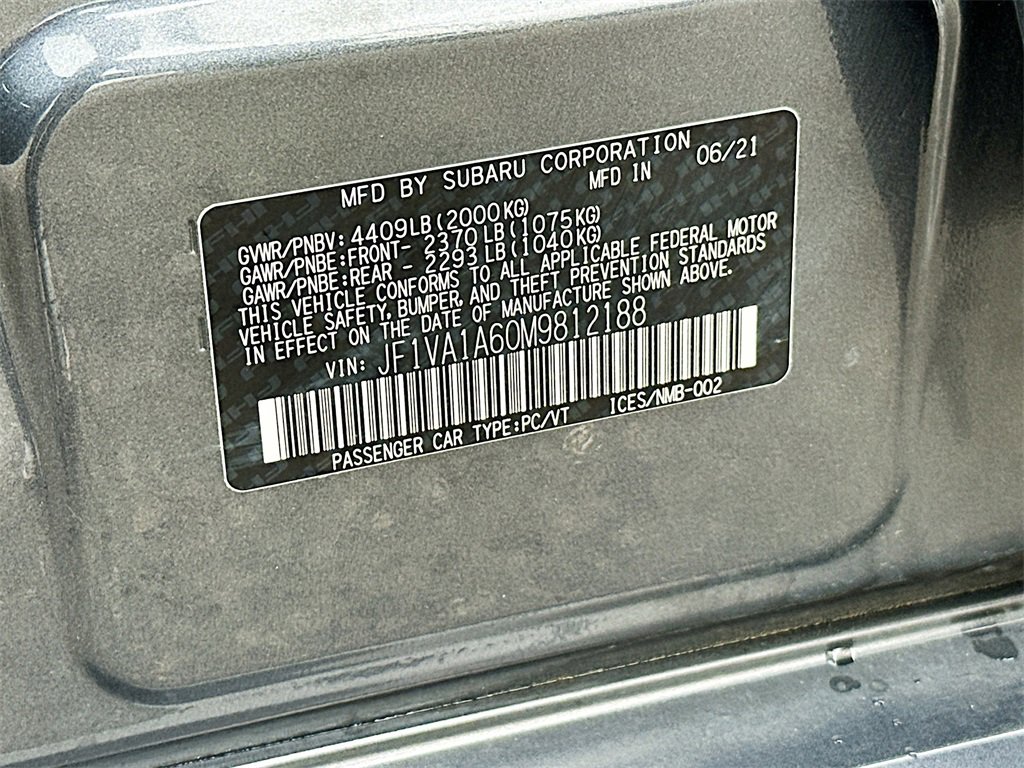 MFD BY SUBARU CORPORATION 06/21
MFD IN
GVWR/PNBV: 4409LB(2000KG)
GAWR/PNBE:FRONT- 2370LB(1075KG)
GAWR/PNBE:REAR - 2293LB(1040KG)
THIS VEHICLE CONFORMS TO ALL APPLICABLE FEDERAL MOTOR
VEHICLE SAFETY, BUMPER, AND THEFT PREVENTION STANDARDS
IN EFFECT ON THE DATE OF MANUFACTURE SHOWN ABOVE.
VIN: JF1VA1A60M9812188
PASSENGER CAR TYPE:PC/VT ICES/NMB-002